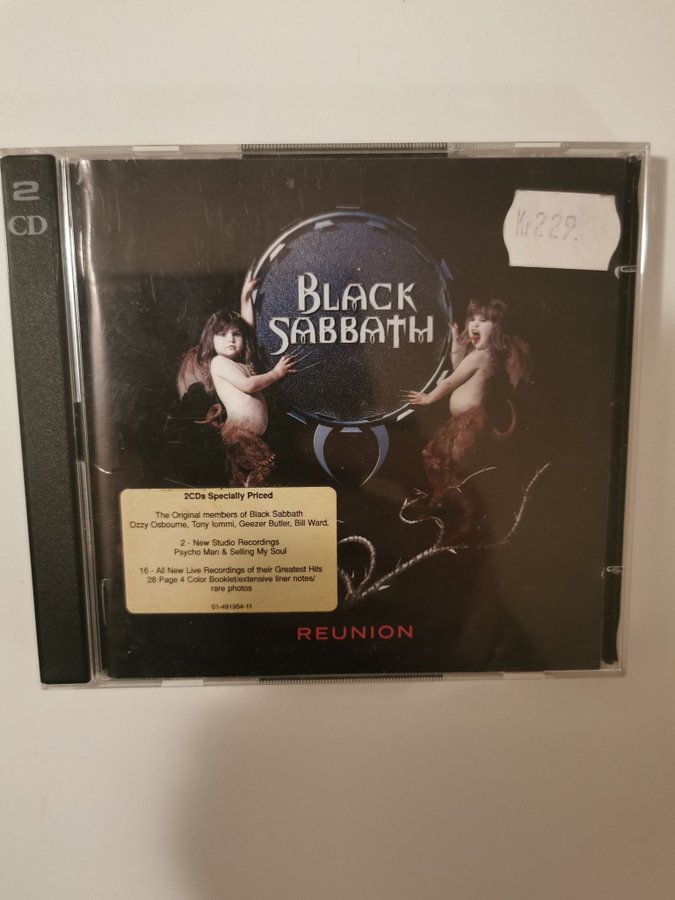 2
CD
Kr 229.
BLACK
SABBATH
2CDs Specially Priced
The Original members of Black Sabbath
Ozzy Osbourne, Tony Iommi, Geezer Butler, Bill Ward.
2 - New Studio Recordings
Psycho Man & Selling My Soul
16 - All New Live Recordings of their Greatest Hits
28 Page 4 Color Booklet/extensive liner notes/
rare photos
01-491954-11
REUNION